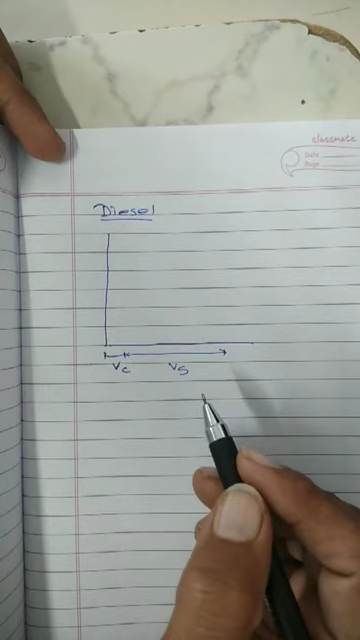 classmate
Date
Page
Diesel
Vc Vs